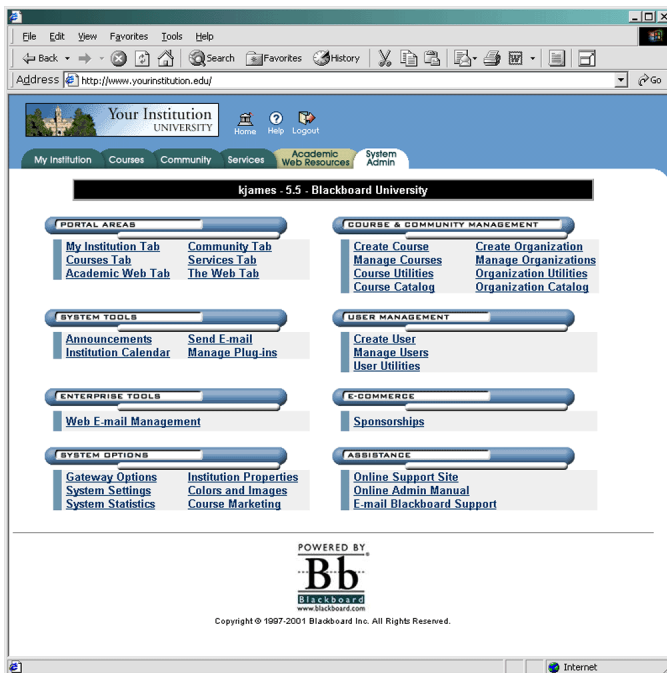 File Edit View Favorites Tools Help
Back Search Favorites History
Address http://www.yourinstitution.edu/ Go
Your Institution
UNIVERSITY
Home Help Logout
My Institution Courses Community Services Academic Web Resources System Admin
kjames - 5.5 - Blackboard University
PORTAL AREAS
My Institution Tab Community Tab
Courses Tab Services Tab
Academic Web Tab The Web Tab
COURSE & COMMUNITY MANAGEMENT
Create Course Create Organization
Manage Courses Manage Organizations
Course Utilities Organization Utilities
Course Catalog Organization Catalog
SYSTEM TOOLS
Announcements Send E-mail
Institution Calendar Manage Plug-ins
USER MANAGEMENT
Create User
Manage Users
User Utilities
ENTERPRISE TOOLS
Web E-mail Management
E-COMMERCE
Sponsorships
SYSTEM OPTIONS
Gateway Options Institution Properties
System Settings Colors and Images
System Statistics Course Marketing
ASSISTANCE
Online Support Site
Online Admin Manual
E-mail Blackboard Support
POWERED BY
Bb
Blackboard
www.blackboard.com
Copyright © 1997-2001 Blackboard Inc. All Rights Reserved.
Internet